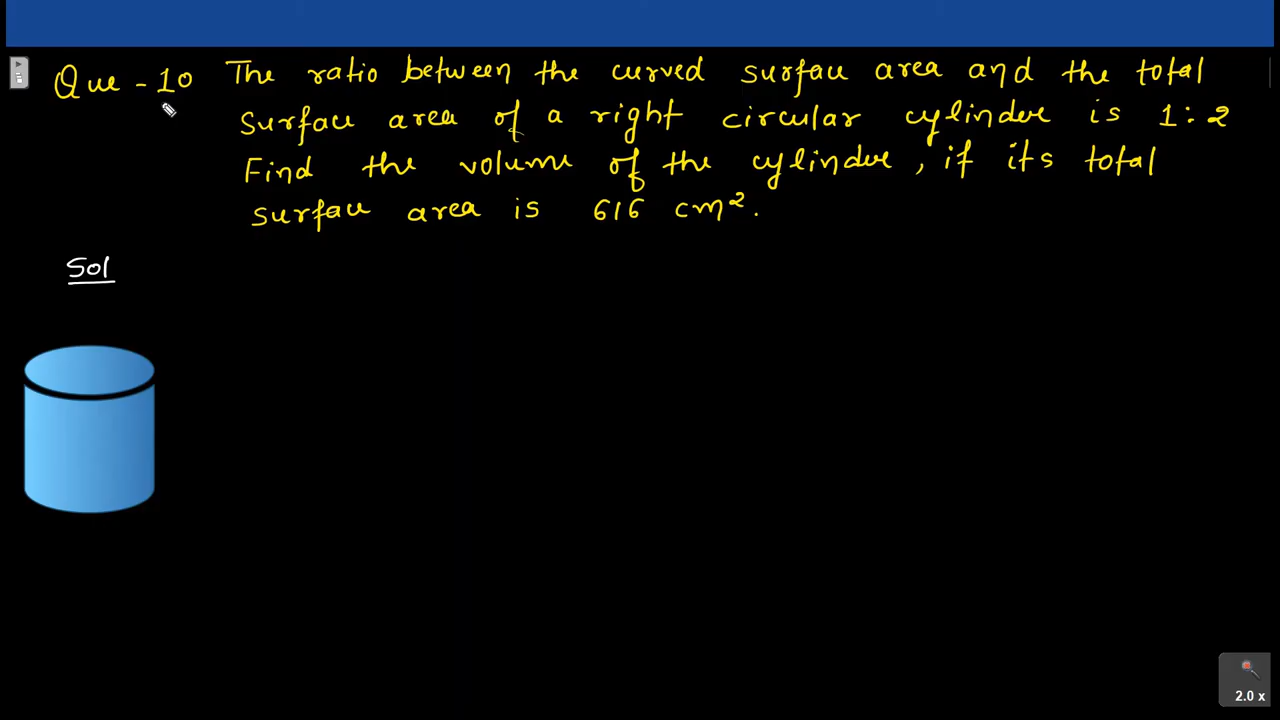 Que - 10 The ratio between the curved surface area and the total
surface area of a right circular cylinder is 1:2
Find the volume of the cylinder, if its total
surface area is 616 cm².
Sol
2.0 x